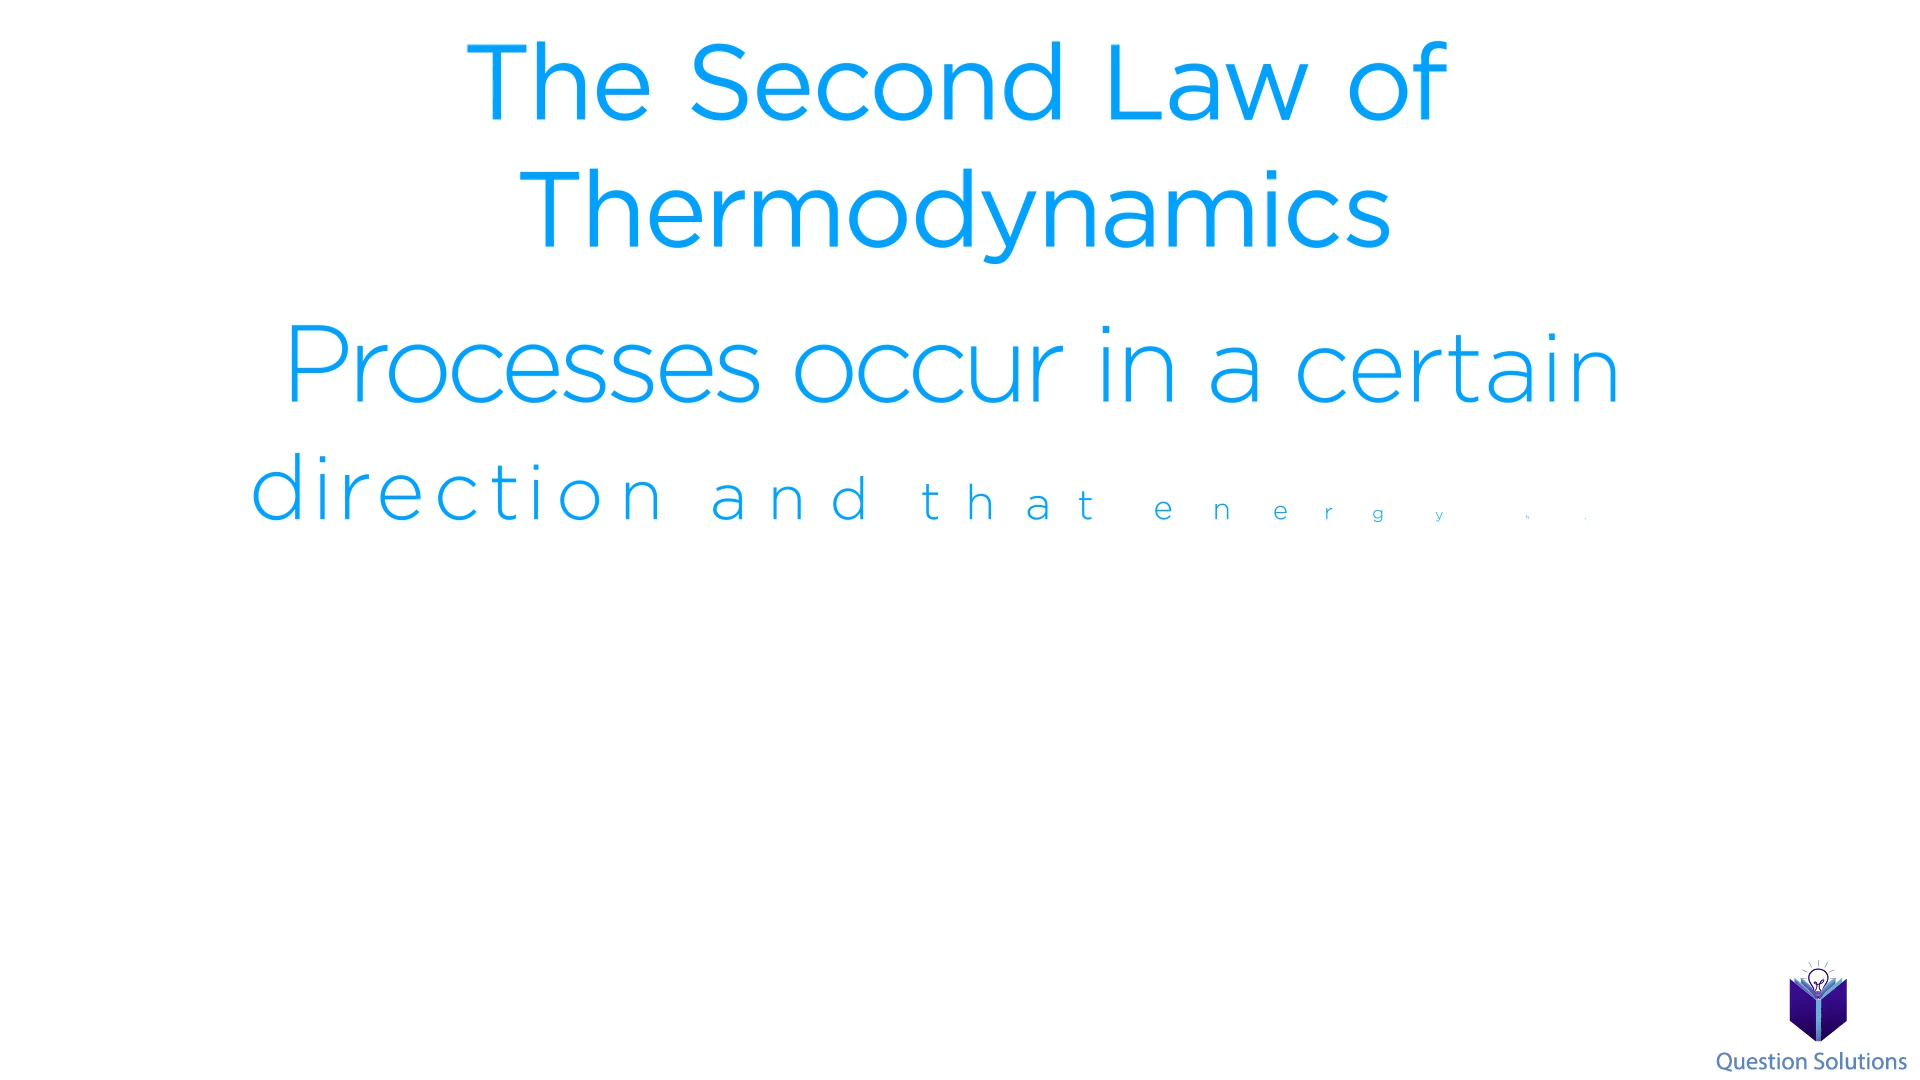 The Second Law of
Thermodynamics
Processes occur in a certain
direction and that energy
Question Solutions